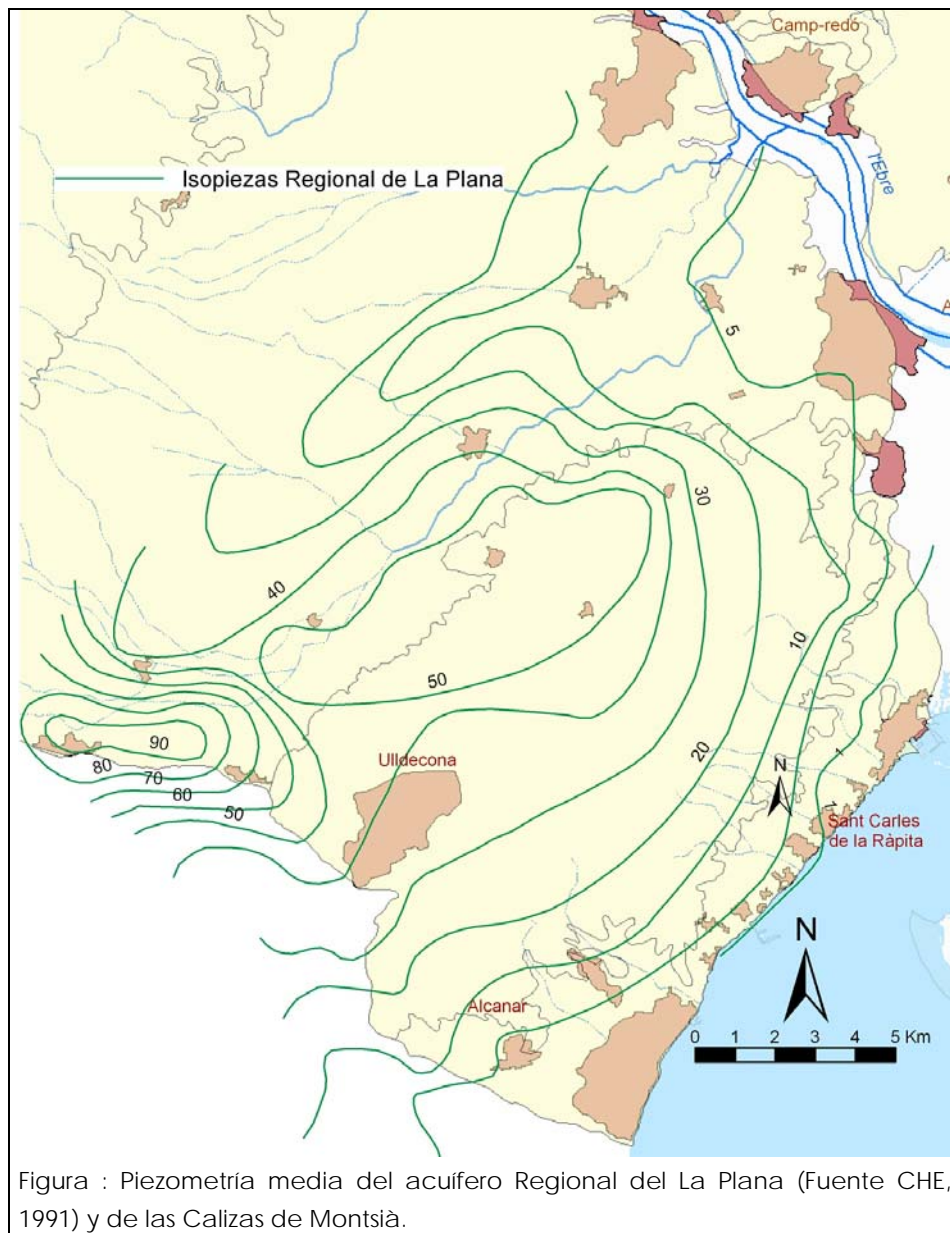 Camp-redó
l'Ebre
Isopiezas Regional de La Plana
A
5
30
40
50
10
90
80
70
60
50
20
1
1
Ulldecona
N
Sant Carles
de la Ràpita
N
Alcanar
0 1 2 3 4 5 Km
Figura : Piezometría media del acuífero Regional del La Plana (Fuente CHE,
1991) y de las Calizas de Montsià.